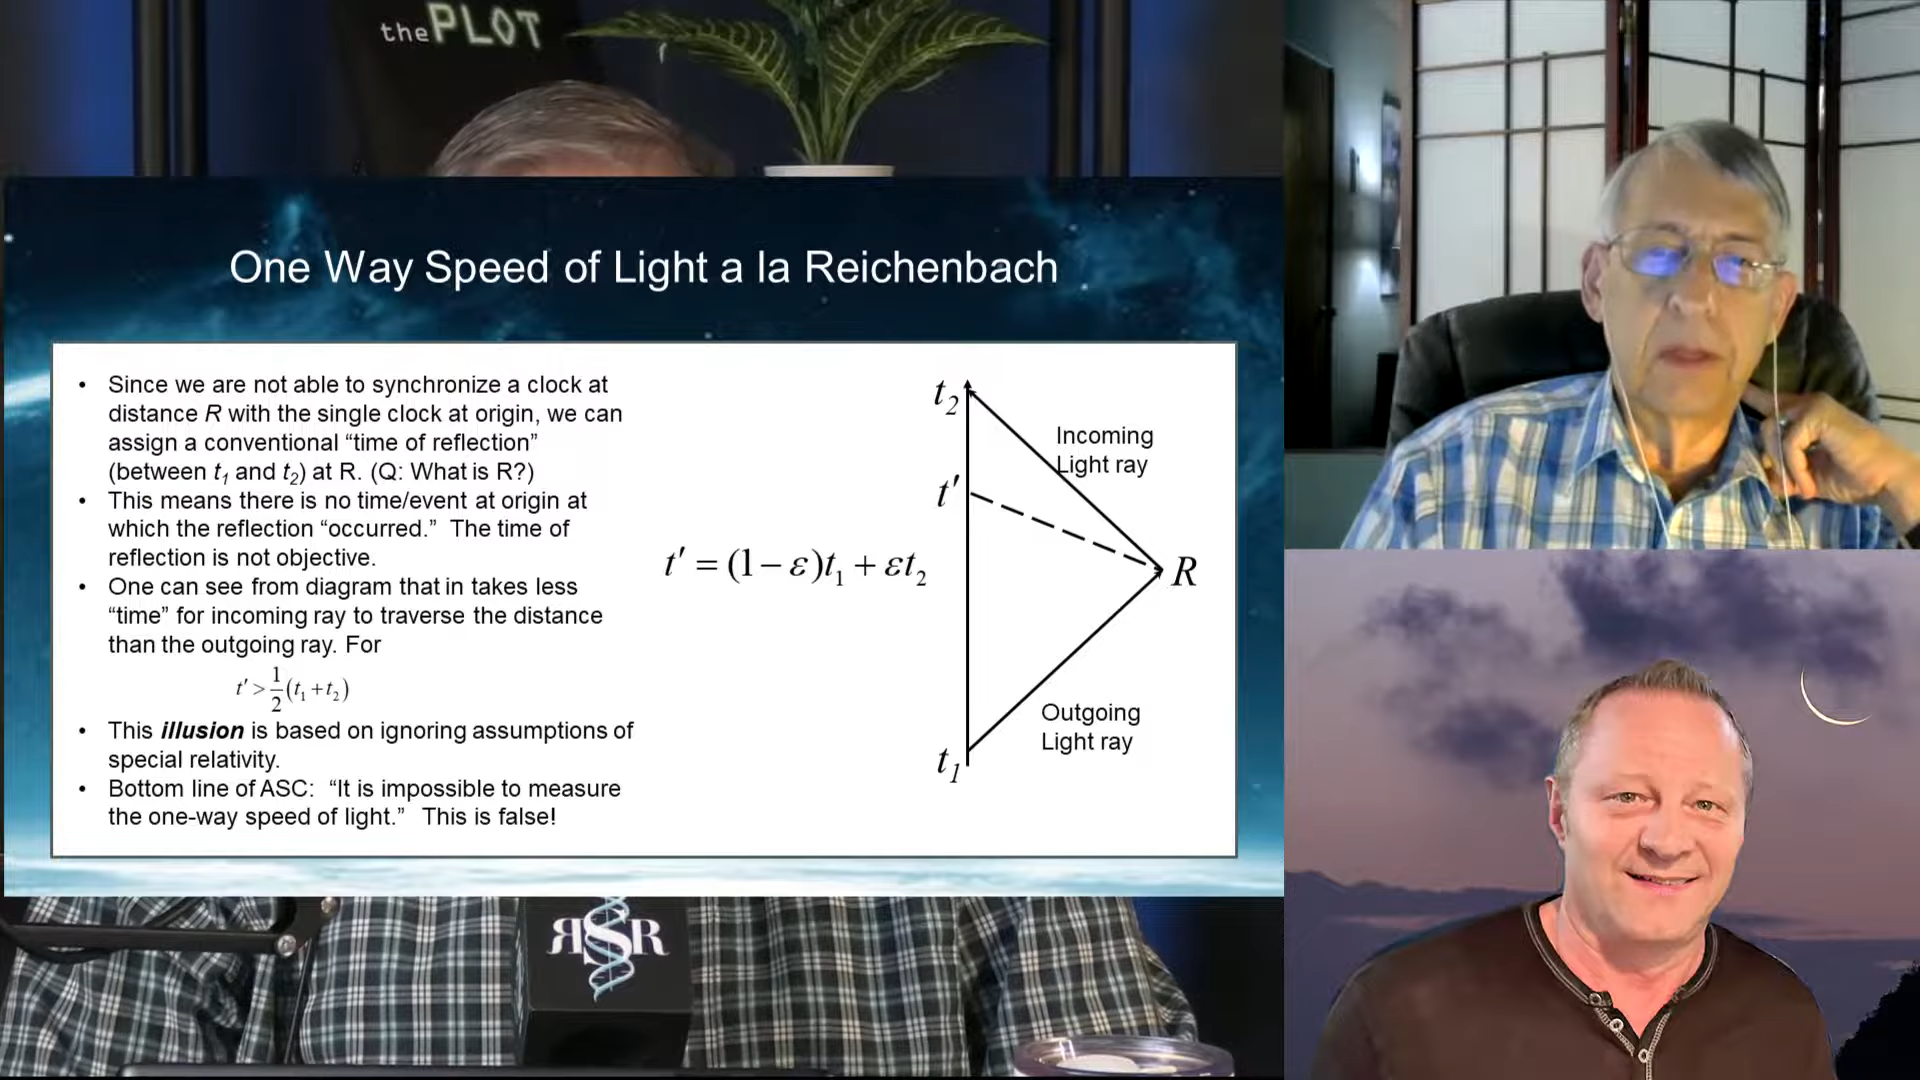 thePLOT
One Way Speed of Light a la Reichenbach
• Since we are not able to synchronize a clock at
distance R with the single clock at origin, we can
assign a conventional “time of reflection”
(between t₁ and t₂) at R. (Q: What is R?)
• This means there is no time/event at origin at
which the reflection “occurred.” The time of
reflection is not objective.
• One can see from diagram that in takes less
“time” for incoming ray to traverse the distance
than the outgoing ray. For
t′ > 1/2 (t₁ + t₂)
• This illusion is based on ignoring assumptions of
special relativity.
• Bottom line of ASC: “It is impossible to measure
the one-way speed of light.” This is false!
t′ = (1 − ε)t₁ + εt₂
t₂
Incoming
Light ray
t′
R
Outgoing
Light ray
t₁
RSR